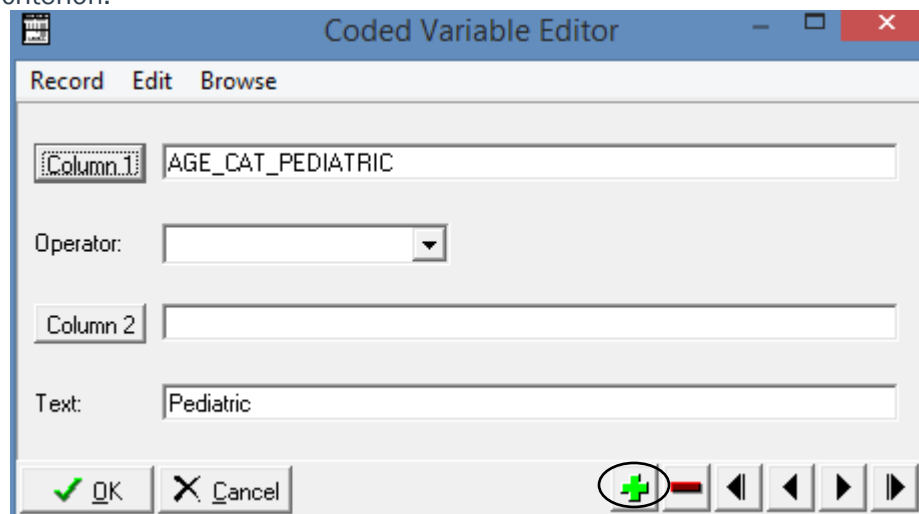 criterion.
Coded Variable Editor
Record Edit Browse
Column 1 AGE_CAT_PEDIATRIC
Operator:
Column 2
Text: Pediatric
OK Cancel